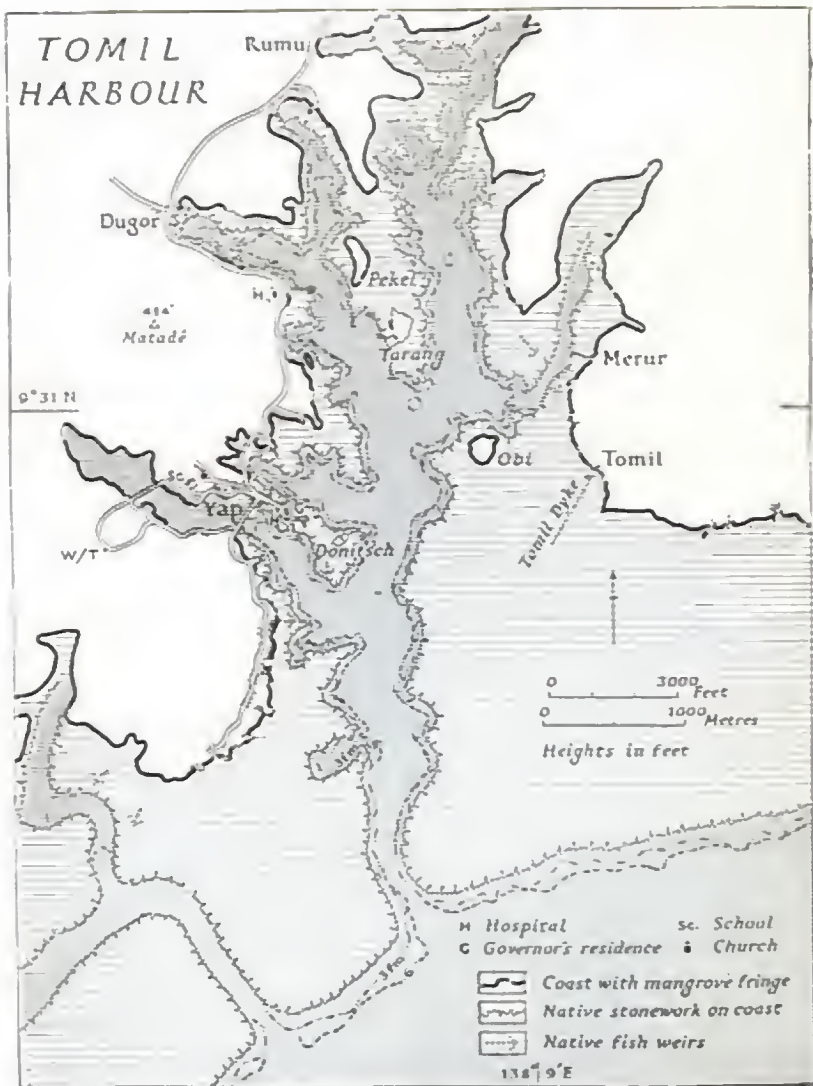 TOMIL
HARBOUR
Rumu
Dugor
Pekel
H.
Matadé
Tarang
Merur
9° 31 N
Obi
Tomil
Sc.
Yap
Tomil Dyke
Donitsch
W/T
0 3000 Feet
0 1000 Metres
Heights in feet
H Hospital
Sc. School
G Governor's residence
Church
Coast with mangrove fringe
Native stonework on coast
Native fish weirs
138° 9'E